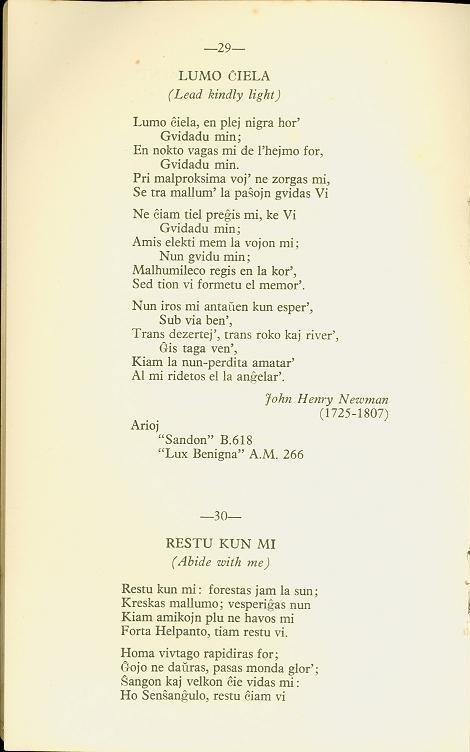 —29—
LUMO ĈIELA
(Lead kindly light)
Lumo ĉiela, en plej nigra hor’
Gvidadu min;
En nokto vagas mi de l’hejmo for,
Gvidadu min.
Pri malproksima voj’ ne zorgas mi,
Se tra mallum’ la paŝojn gvidas Vi
Ne ĉiam tiel preĝis mi, ke Vi
Gvidadu min;
Amis elekti mem la vojon mi;
Nun gvidu min;
Malhumileco regis en la kor’,
Sed tion vi formetu el memor’.
Nun iros mi antaŭen kun esper’,
Sub via ben’,
Trans dezertej’, trans roko kaj river’,
Ĝis taga ven’,
Kiam la nun-perdita amatar’
Al mi ridetos el la anĝelar’.
John Henry Newman
(1725-1807)
Arioj
“Sandon” B.618
“Lux Benigna” A.M. 266
—30—
RESTU KUN MI
(Abide with me)
Restu kun mi: forestas jam la sun;
Kreskas mallumo; vesperiĝas nun
Kiam amikojn plu ne havos mi
Forta Helpanto, tiam restu vi.
Homa vivtago rapidiras for;
Ĝojo ne daŭras, pasas monda glor’;
Ŝangon kaj velkon ĉie vidas mi:
Ho Senŝanĝulo, restu ĉiam vi